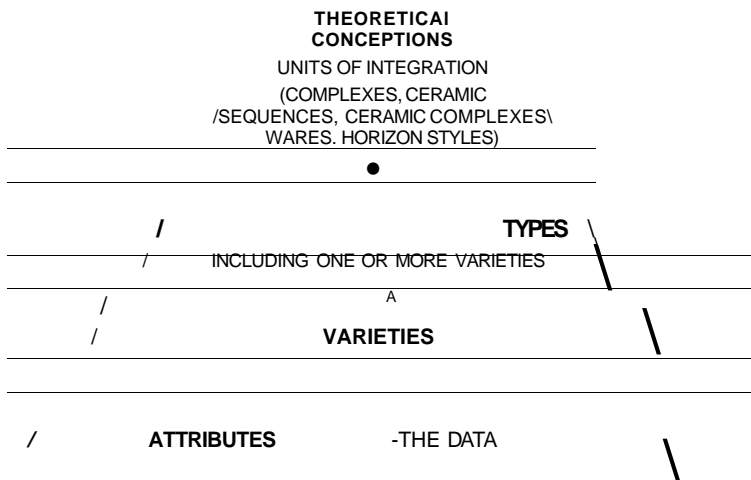 THEORETICAI
CONCEPTIONS
UNITS OF INTEGRATION
(COMPLEXES, CERAMIC
/SEQUENCES, CERAMIC COMPLEXES\
WARES. HORIZON STYLES)
●
/ TYPES \
/ INCLUDING ONE OR MORE VARIETIES \
/ A
/ VARIETIES \
/ ATTRIBUTES -THE DATA \